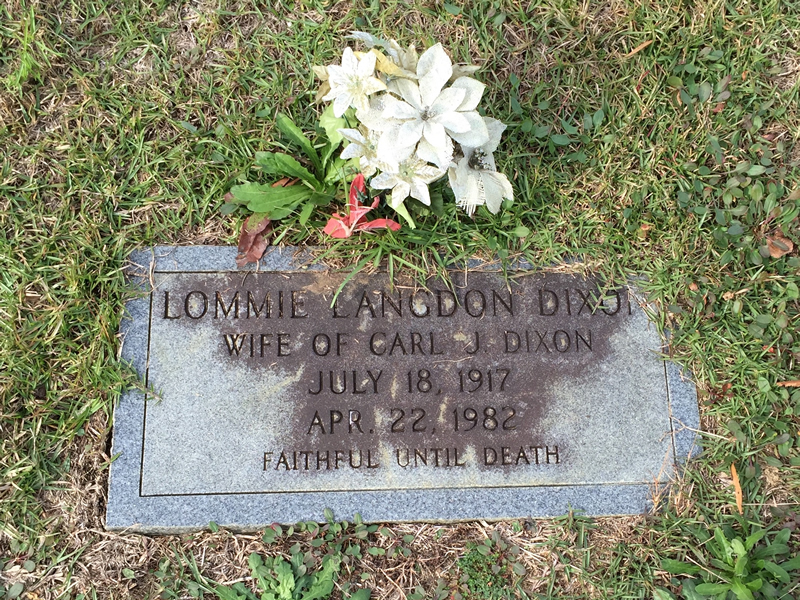 LOMMIE LANGDON DIXON
WIFE OF CARL J. DIXON
JULY 18, 1917
APR. 22, 1982
FAITHFUL UNTIL DEATH